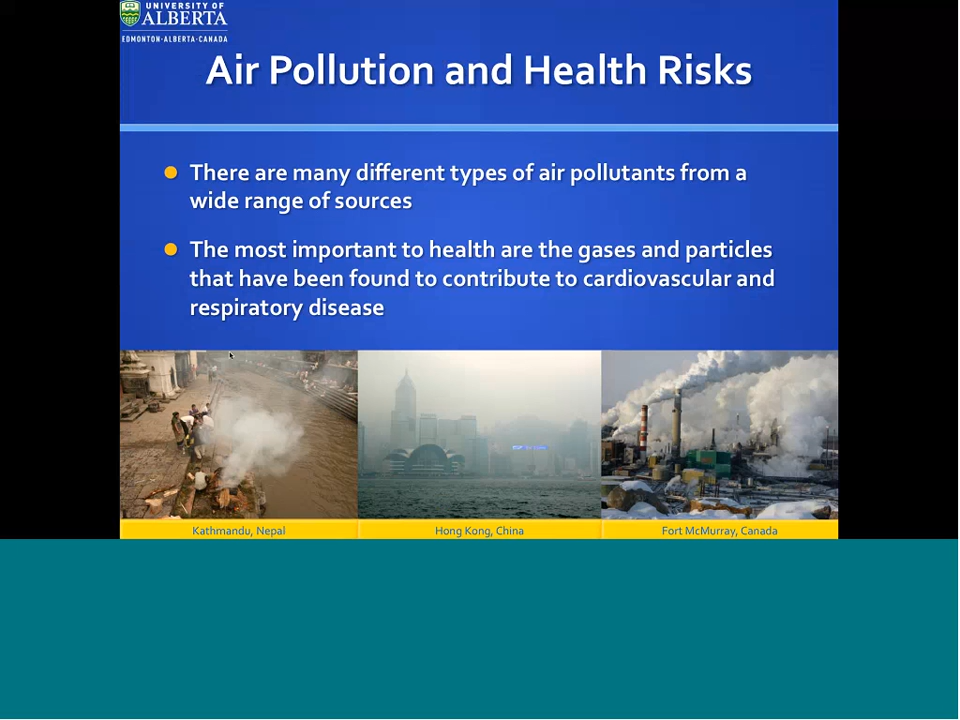 UNIVERSITY OF
ALBERTA
EDMONTON·ALBERTA·CANADA
Air Pollution and Health Risks
There are many different types of air pollutants from a
wide range of sources
The most important to health are the gases and particles
that have been found to contribute to cardiovascular and
respiratory disease
Kathmandu, Nepal
Hong Kong, China
Fort McMurray, Canada